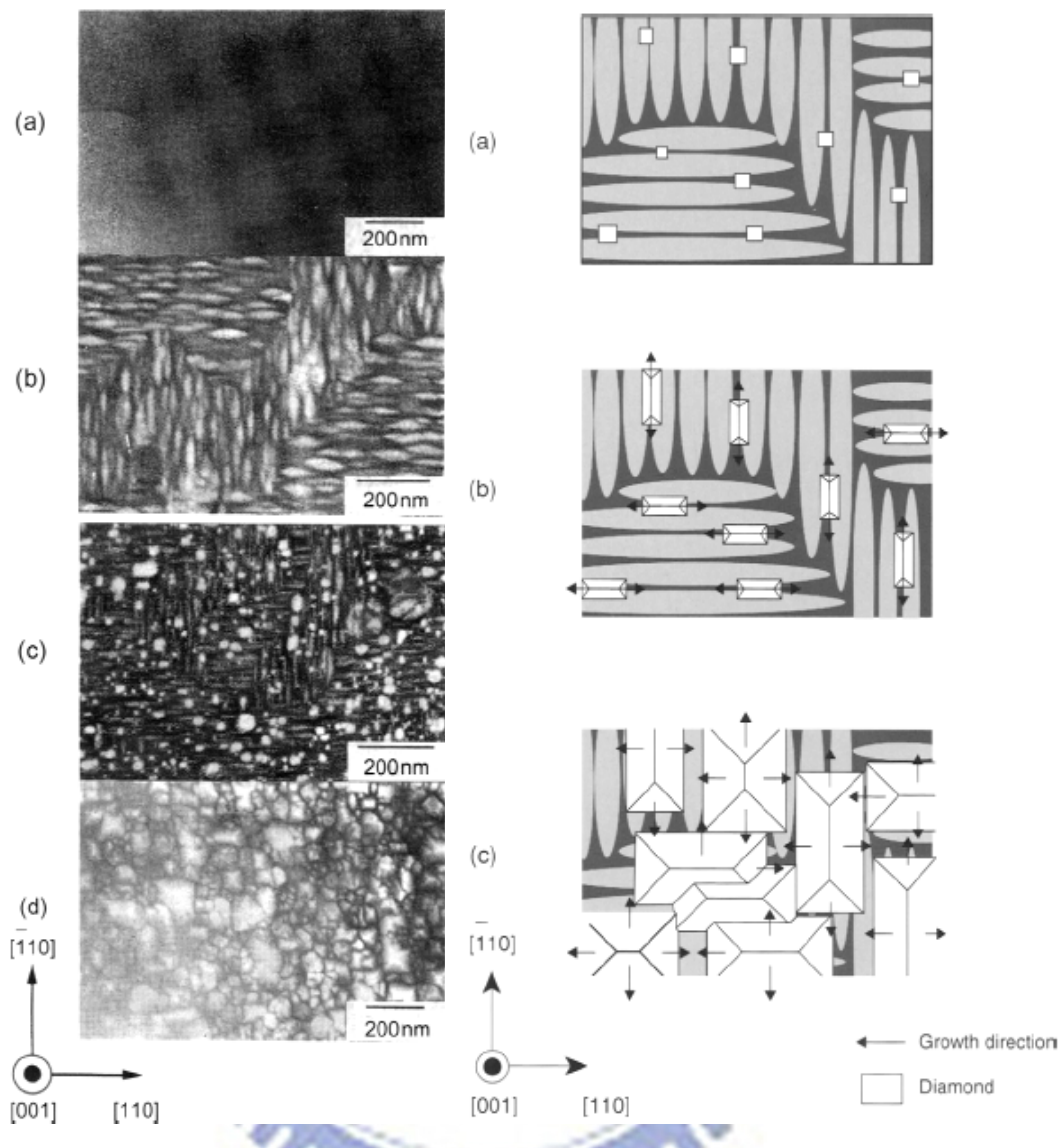 (a)
200nm
(b)
200nm
(c)
200nm
(d)
200nm
[1̄10]
[001] [110]
(a)
(b)
(c)
[1̄10]
[001] [110]
Growth direction
Diamond